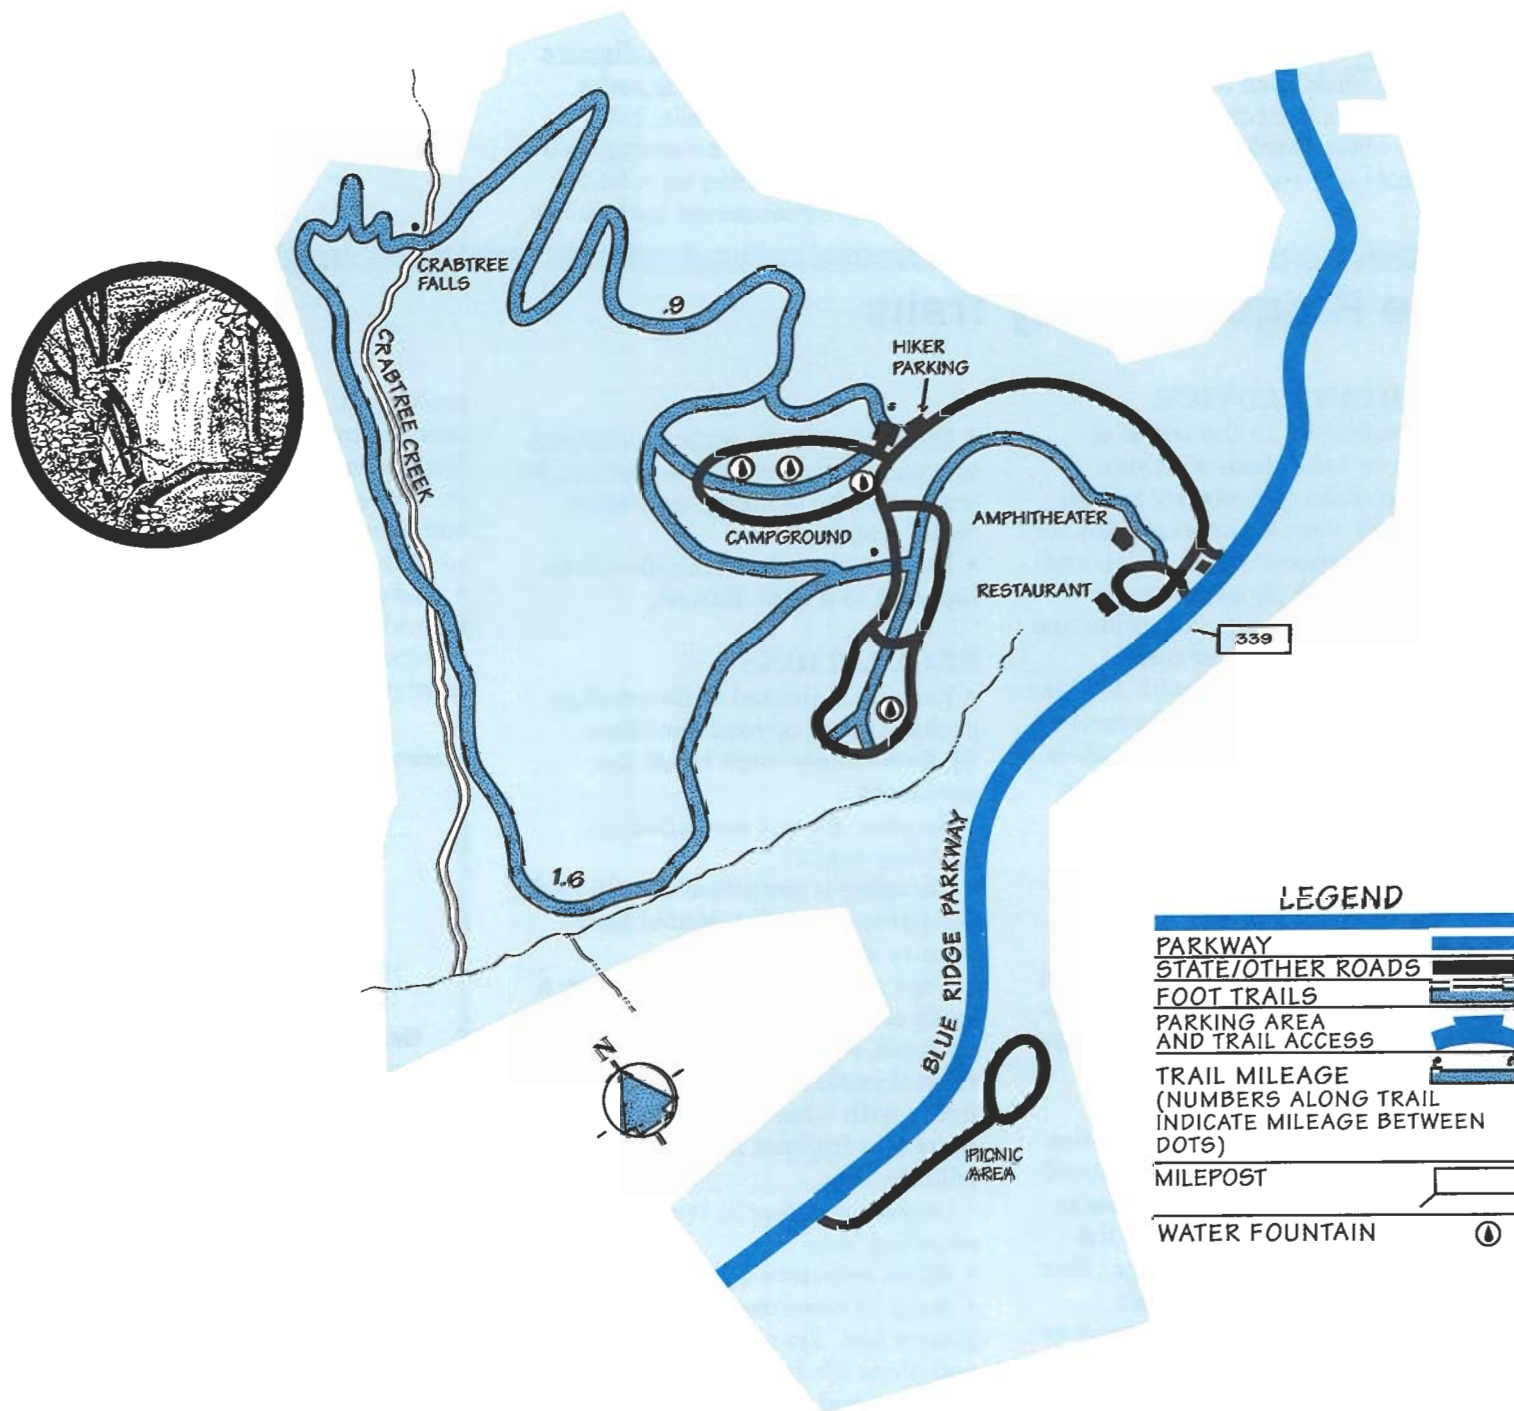 CRABTREE
FALLS
CRABTREE CREEK
.9
HIKER
PARKING
CAMPGROUND
AMPHITHEATER
RESTAURANT
339
1.6
BLUE RIDGE PARKWAY
N
PICNIC
AREA
LEGEND
PARKWAY
STATE/OTHER ROADS
FOOT TRAILS
PARKING AREA
AND TRAIL ACCESS
TRAIL MILEAGE
(NUMBERS ALONG TRAIL
INDICATE MILEAGE BETWEEN
DOTS)
MILEPOST
WATER FOUNTAIN